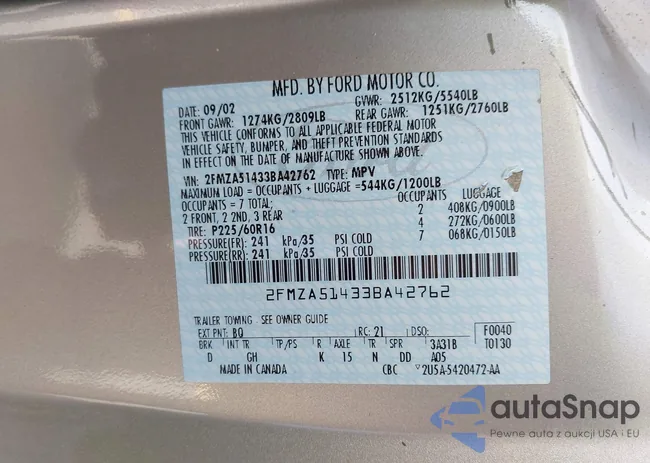 MFD. BY FORD MOTOR CO.
DATE: 09/02 GVWR: 2512KG/5540LB
FRONT GAWR: 1274KG/2809LB REAR GAWR: 1251KG/2760LB
THIS VEHICLE CONFORMS TO ALL APPLICABLE FEDERAL MOTOR
VEHICLE SAFETY, BUMPER, AND THEFT PREVENTION STANDARDS
IN EFFECT ON THE DATE OF MANUFACTURE SHOWN ABOVE.
VIN: 2FMZA51433BA42762 TYPE: MPV
MAXIMUM LOAD = OCCUPANTS + LUGGAGE = 544KG/1200LB
OCCUPANTS = 7 TOTAL; OCCUPANTS LUGGAGE
2 FRONT, 2 2ND, 3 REAR 2 408KG/0900LB
TIRE: P225/60R16 4 272KG/0600LB
PRESSURE(FR): 241 kPa/35 PSI COLD 7 068KG/0150LB
PRESSURE(RR): 241 kPa/35 PSI COLD
2FMZA51433BA42762
TRAILER TOWING - SEE OWNER GUIDE
EXT PNT: BQ RC: 21 DSO: F0040
BRK INT TR TP/PS R AXLE TR SPR 3A31B T0130
D GH K 15 N DD A05
MADE IN CANADA CBC 2U5A-5420472-AA
autaSnap
Pewne auta z aukcji USA i EU